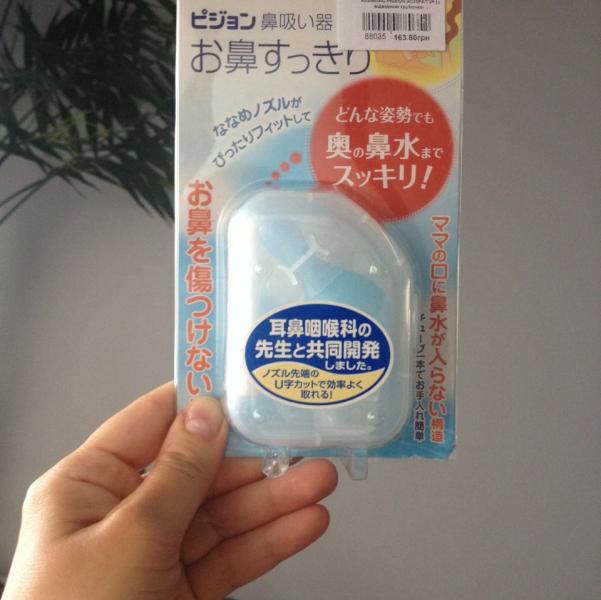 ピジョン 鼻吸い器
お鼻すっきり
88035 163.80грн
ななめノズルが
ぴったりフィットして
どんな姿勢でも
奥の鼻水まで
スッキリ!
お鼻を傷つけない
ママの口に鼻水が入らない構造
チューブ一本でお手入れ簡単
耳鼻咽喉科の
先生と共同開発
しました。
ノズル先端の
U字カットで効率よく
取れる!